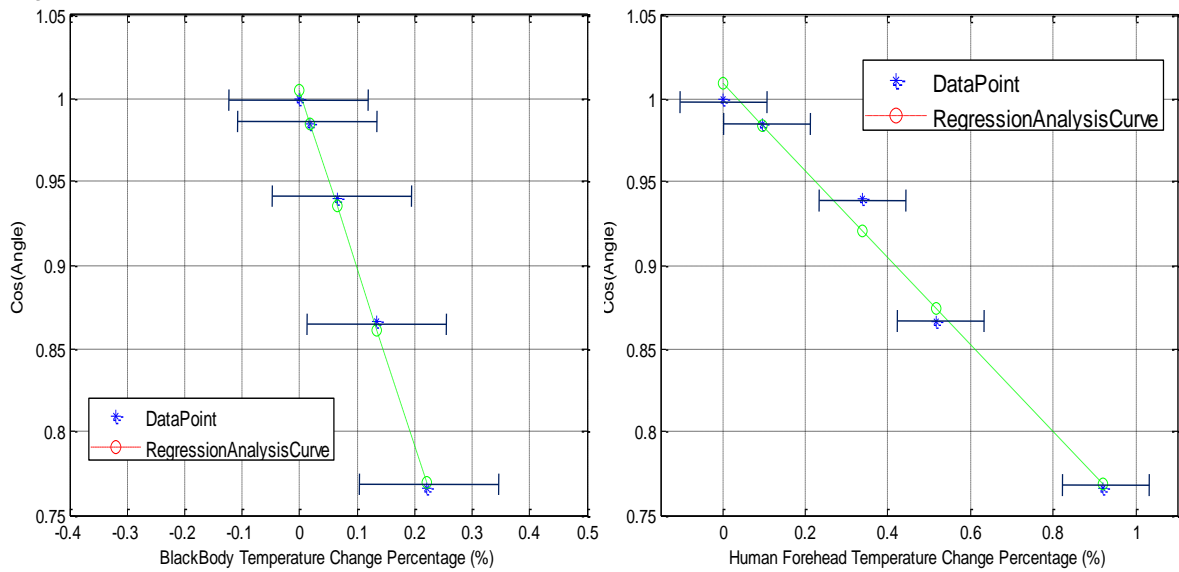 1.05
1
0.95
0.9
0.85
0.8
0.75
Cos(Angle)
-0.4 -0.3 -0.2 -0.1 0 0.1 0.2 0.3 0.4 0.5
BlackBody Temperature Change Percentage (%)
DataPoint
RegressionAnalysisCurve
1.05
1
0.95
0.9
0.85
0.8
0.75
Cos(Angle)
0 0.2 0.4 0.6 0.8 1
Human Forehead Temperature Change Percentage (%)
DataPoint
RegressionAnalysisCurve